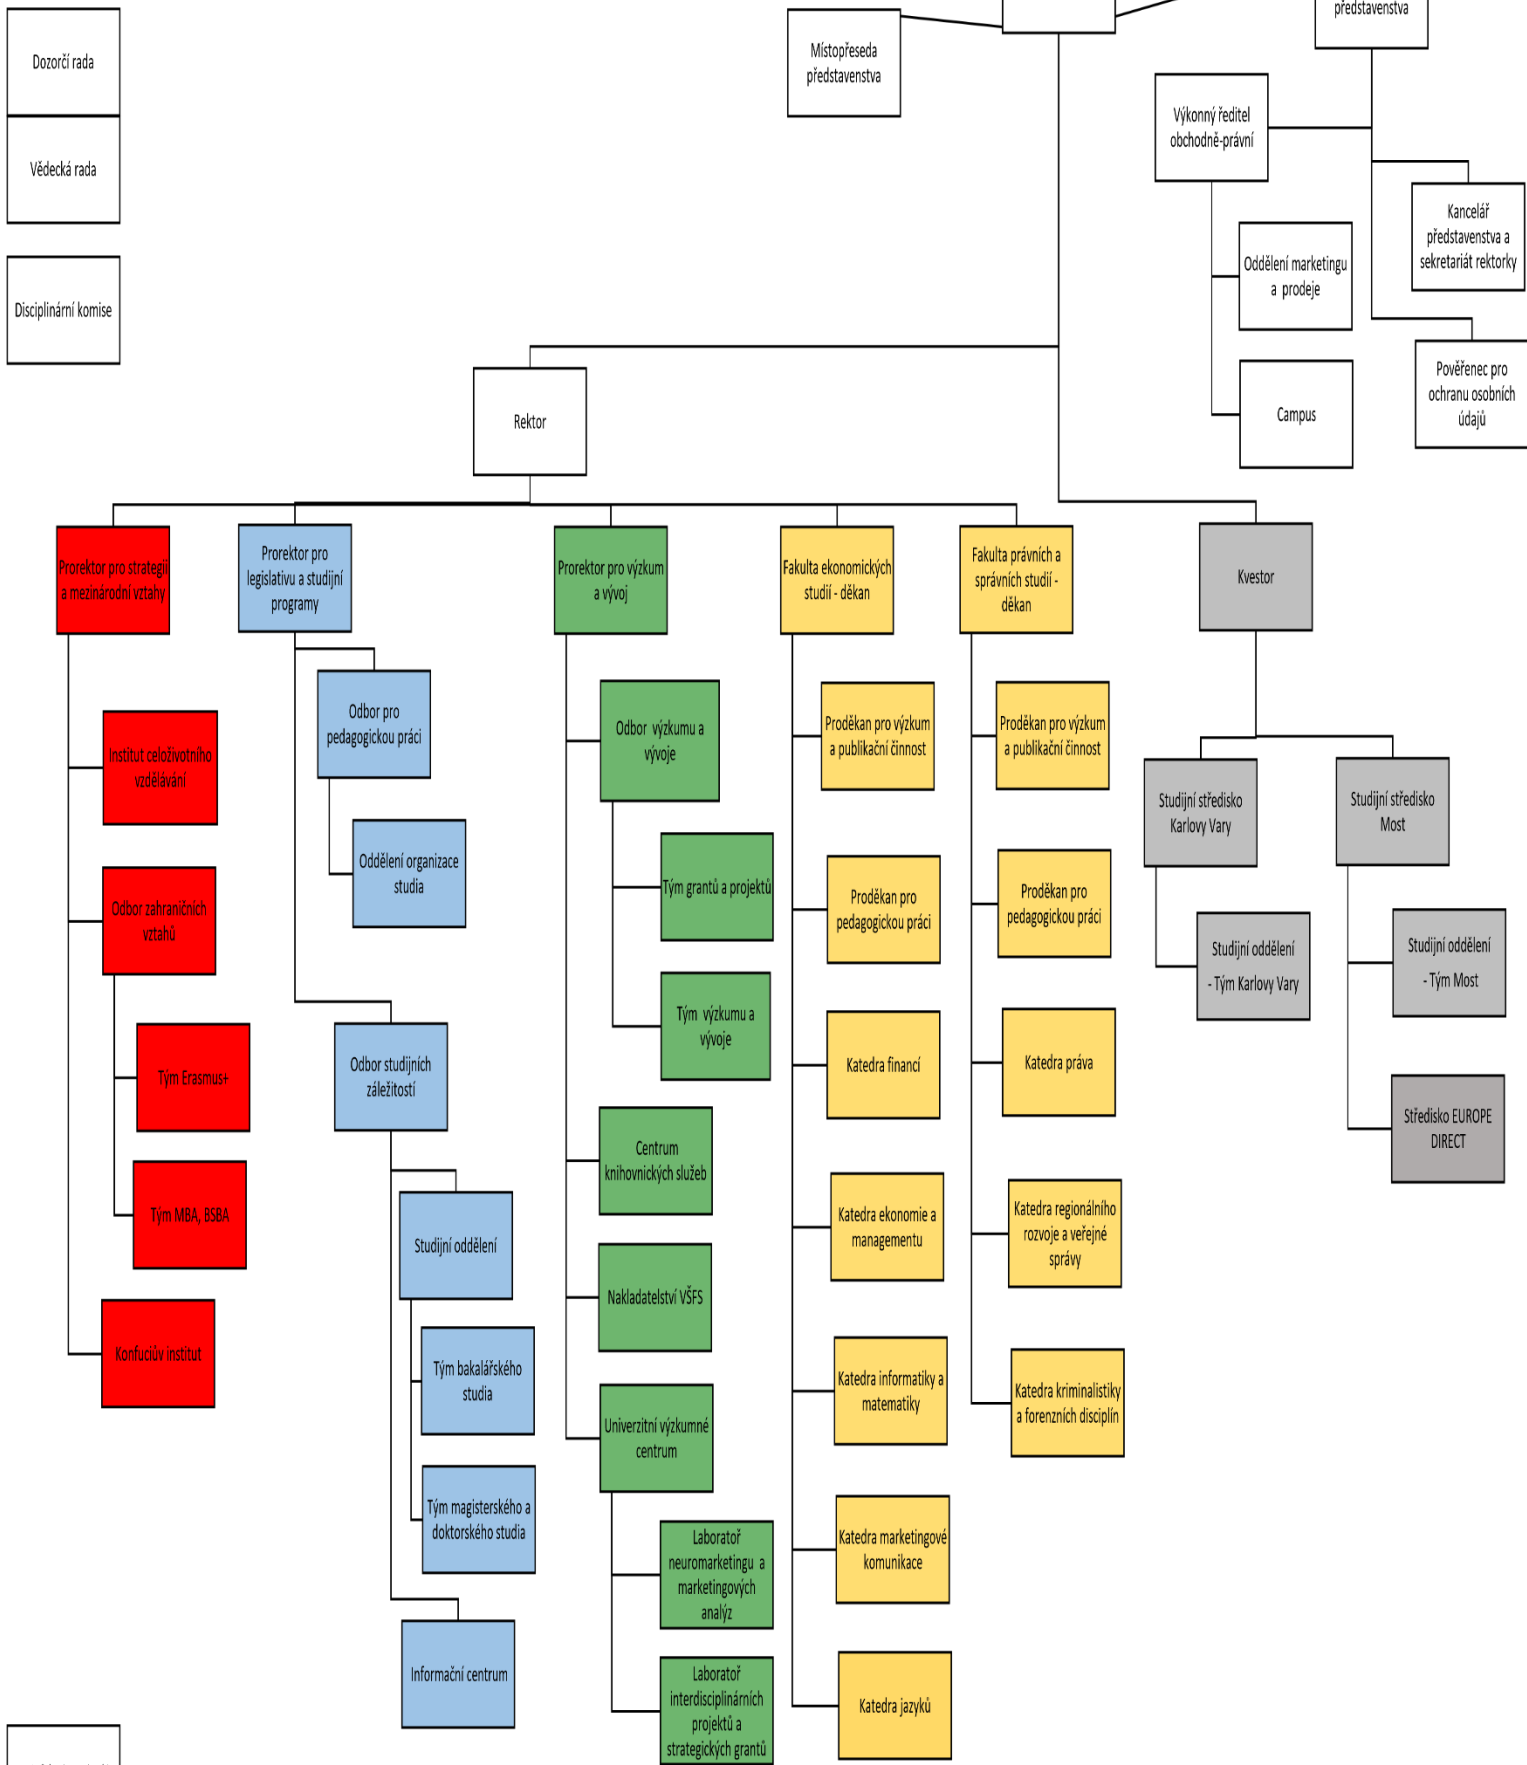 představenstva
Dozorčí rada
Místopřeseda
představenstva
Výkonný ředitel
obchodně-právní
Vědecká rada
Kancelář
představenstva a
sekretariát rektorky
Oddělení marketingu
a prodeje
Disciplinární komise
Pověřenec pro
ochranu osobních
údajů
Campus
Rektor
Prorektor pro strategii
a mezinárodní vztahy
Prorektor pro
legislativu a studijní
programy
Prorektor pro výzkum
a vývoj
Fakulta ekonomických
studií - děkan
Fakulta právních a
správních studií -
děkan
Kvestor
Institut celoživotního
vzdělávání
Odbor zahraničních
vztahů
Tým Erasmus+
Tým MBA, BSBA
Konfuciův institut
Odbor pro
pedagogickou práci
Oddělení organizace
studia
Odbor studijních
záležitostí
Studijní oddělení
Tým bakalářského
studia
Tým magisterského a
doktorského studia
Informační centrum
Odbor výzkumu a
vývoje
Tým grantů a projektů
Tým výzkumu a
vývoje
Centrum
knihovnických služeb
Nakladatelství VŠFS
Univerzitní výzkumné
centrum
Laboratoř
neuromarketingu a
marketingových
analýz
Laboratoř
interdisciplinárních
projektů a
strategických grantů
Proděkan pro výzkum
a publikační činnost
Proděkan pro
pedagogickou práci
Katedra financí
Katedra ekonomie a
managementu
Katedra informatiky a
matematiky
Katedra marketingové
komunikace
Katedra jazyků
Proděkan pro výzkum
a publikační činnost
Proděkan pro
pedagogickou práci
Katedra práva
Katedra regionálního
rozvoje a veřejné
správy
Katedra kriminalistiky
a forenzních disciplín
Studijní středisko
Karlovy Vary
Studijní oddělení
- Tým Karlovy Vary
Studijní středisko
Most
Studijní oddělení
- Tým Most
Středisko EUROPE
DIRECT